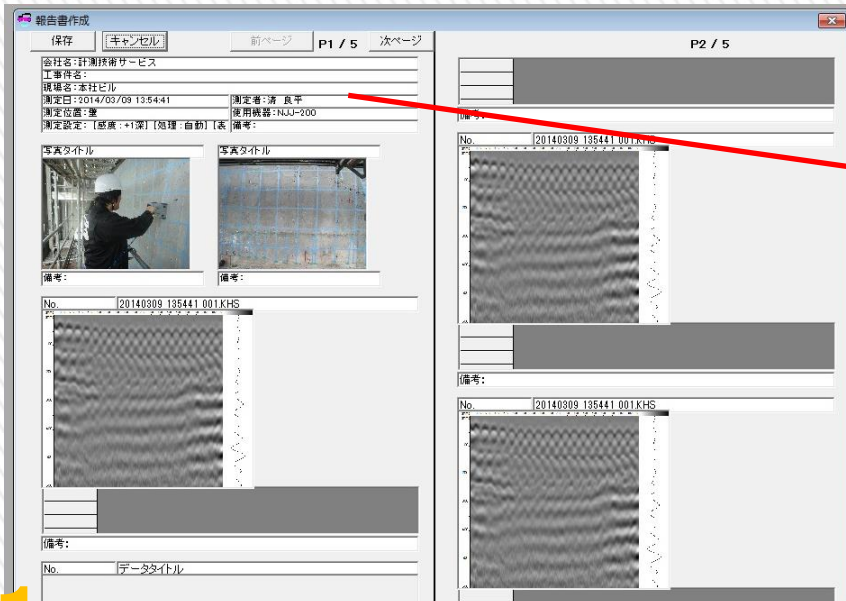 報告書作成
保存 キャンセル 前ページ P1 / 5 次ページ
P2 / 5
会社名:計測技術サービス
工事件名:
現場名:本社ビル
測定日:2014/03/09 13:54:41 測定者:済 良平
測定位置:壁 使用機器:NJJ-200
測定設定:[感度:+1深][処理:自動][表 備考:
写真タイトル 写真タイトル
備考: 備考:
No. 20140309 135441 001.KHS
備考:
No. データタイトル
備考:
No. 20140309 135441 001.KHS
備考:
No. 20140309 135441 001.KHS
1